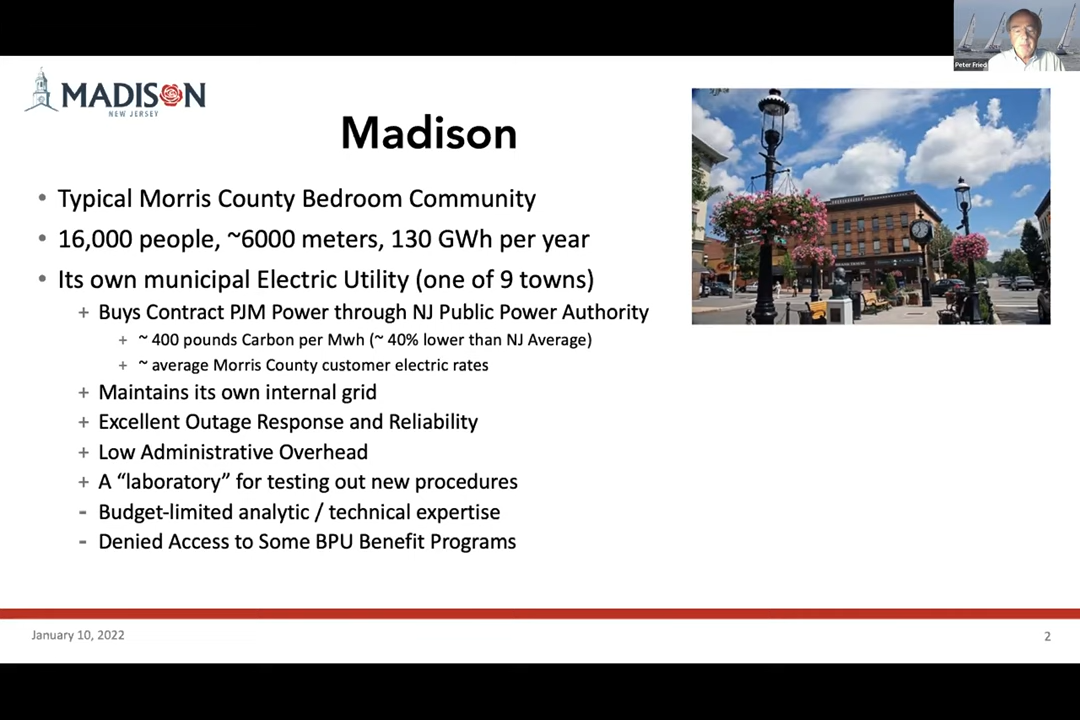 Peter Fried
MADISON
NEW JERSEY
Madison
• Typical Morris County Bedroom Community
• 16,000 people, ~6000 meters, 130 GWh per year
• Its own municipal Electric Utility (one of 9 towns)
+ Buys Contract PJM Power through NJ Public Power Authority
+ ~ 400 pounds Carbon per Mwh (~ 40% lower than NJ Average)
+ ~ average Morris County customer electric rates
+ Maintains its own internal grid
+ Excellent Outage Response and Reliability
+ Low Administrative Overhead
+ A “laboratory” for testing out new procedures
- Budget-limited analytic / technical expertise
- Denied Access to Some BPU Benefit Programs
January 10, 2022
2